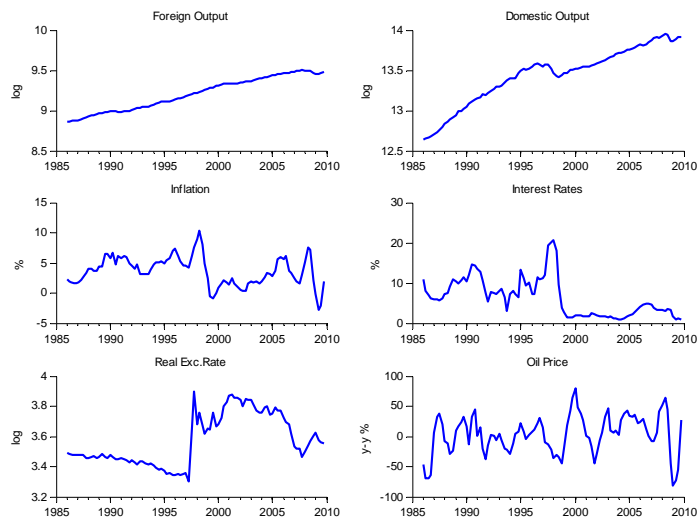 Foreign Output
10
9.5
9
8.5
log
1985 1990 1995 2000 2005 2010
Domestic Output
14
13.5
13
12.5
log
1985 1990 1995 2000 2005 2010
Inflation
15
10
5
0
-5
%
1985 1990 1995 2000 2005 2010
Interest Rates
30
20
10
0
%
1985 1990 1995 2000 2005 2010
Real Exc.Rate
4
3.8
3.6
3.4
3.2
log
1985 1990 1995 2000 2005 2010
Oil Price
100
50
0
-50
-100
y-y %
1985 1990 1995 2000 2005 2010